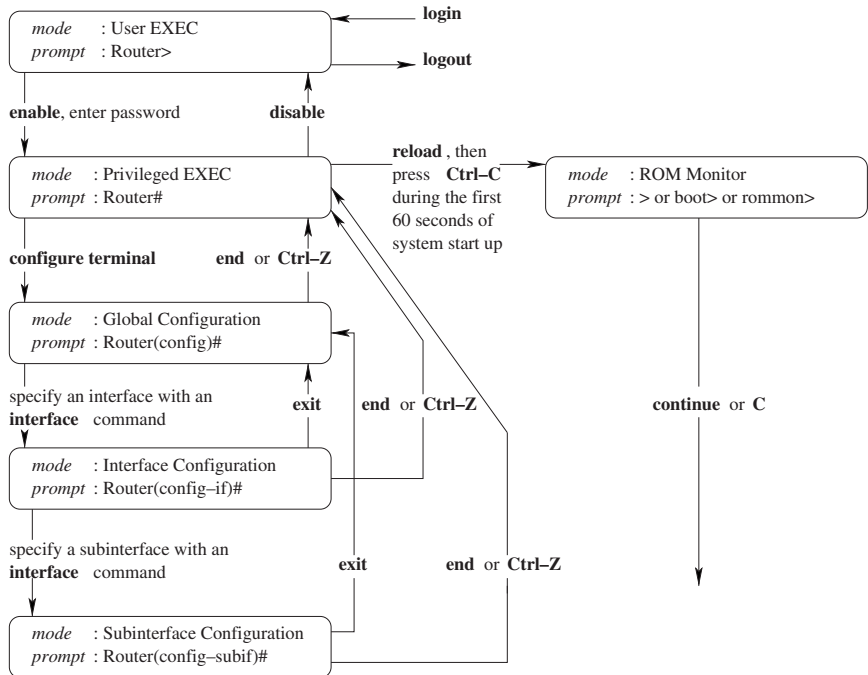 login
mode : User EXEC
prompt : Router>
logout
enable, enter password
disable
reload , then
press Ctrl–C
during the first
60 seconds of
system start up
mode : Privileged EXEC
prompt : Router#
mode : ROM Monitor
prompt : > or boot> or rommon>
configure terminal
end or Ctrl–Z
mode : Global Configuration
prompt : Router(config)#
specify an interface with an
interface command
exit
end or Ctrl–Z
continue or C
mode : Interface Configuration
prompt : Router(config–if)#
specify a subinterface with an
interface command
exit
end or Ctrl–Z
mode : Subinterface Configuration
prompt : Router(config–subif)#